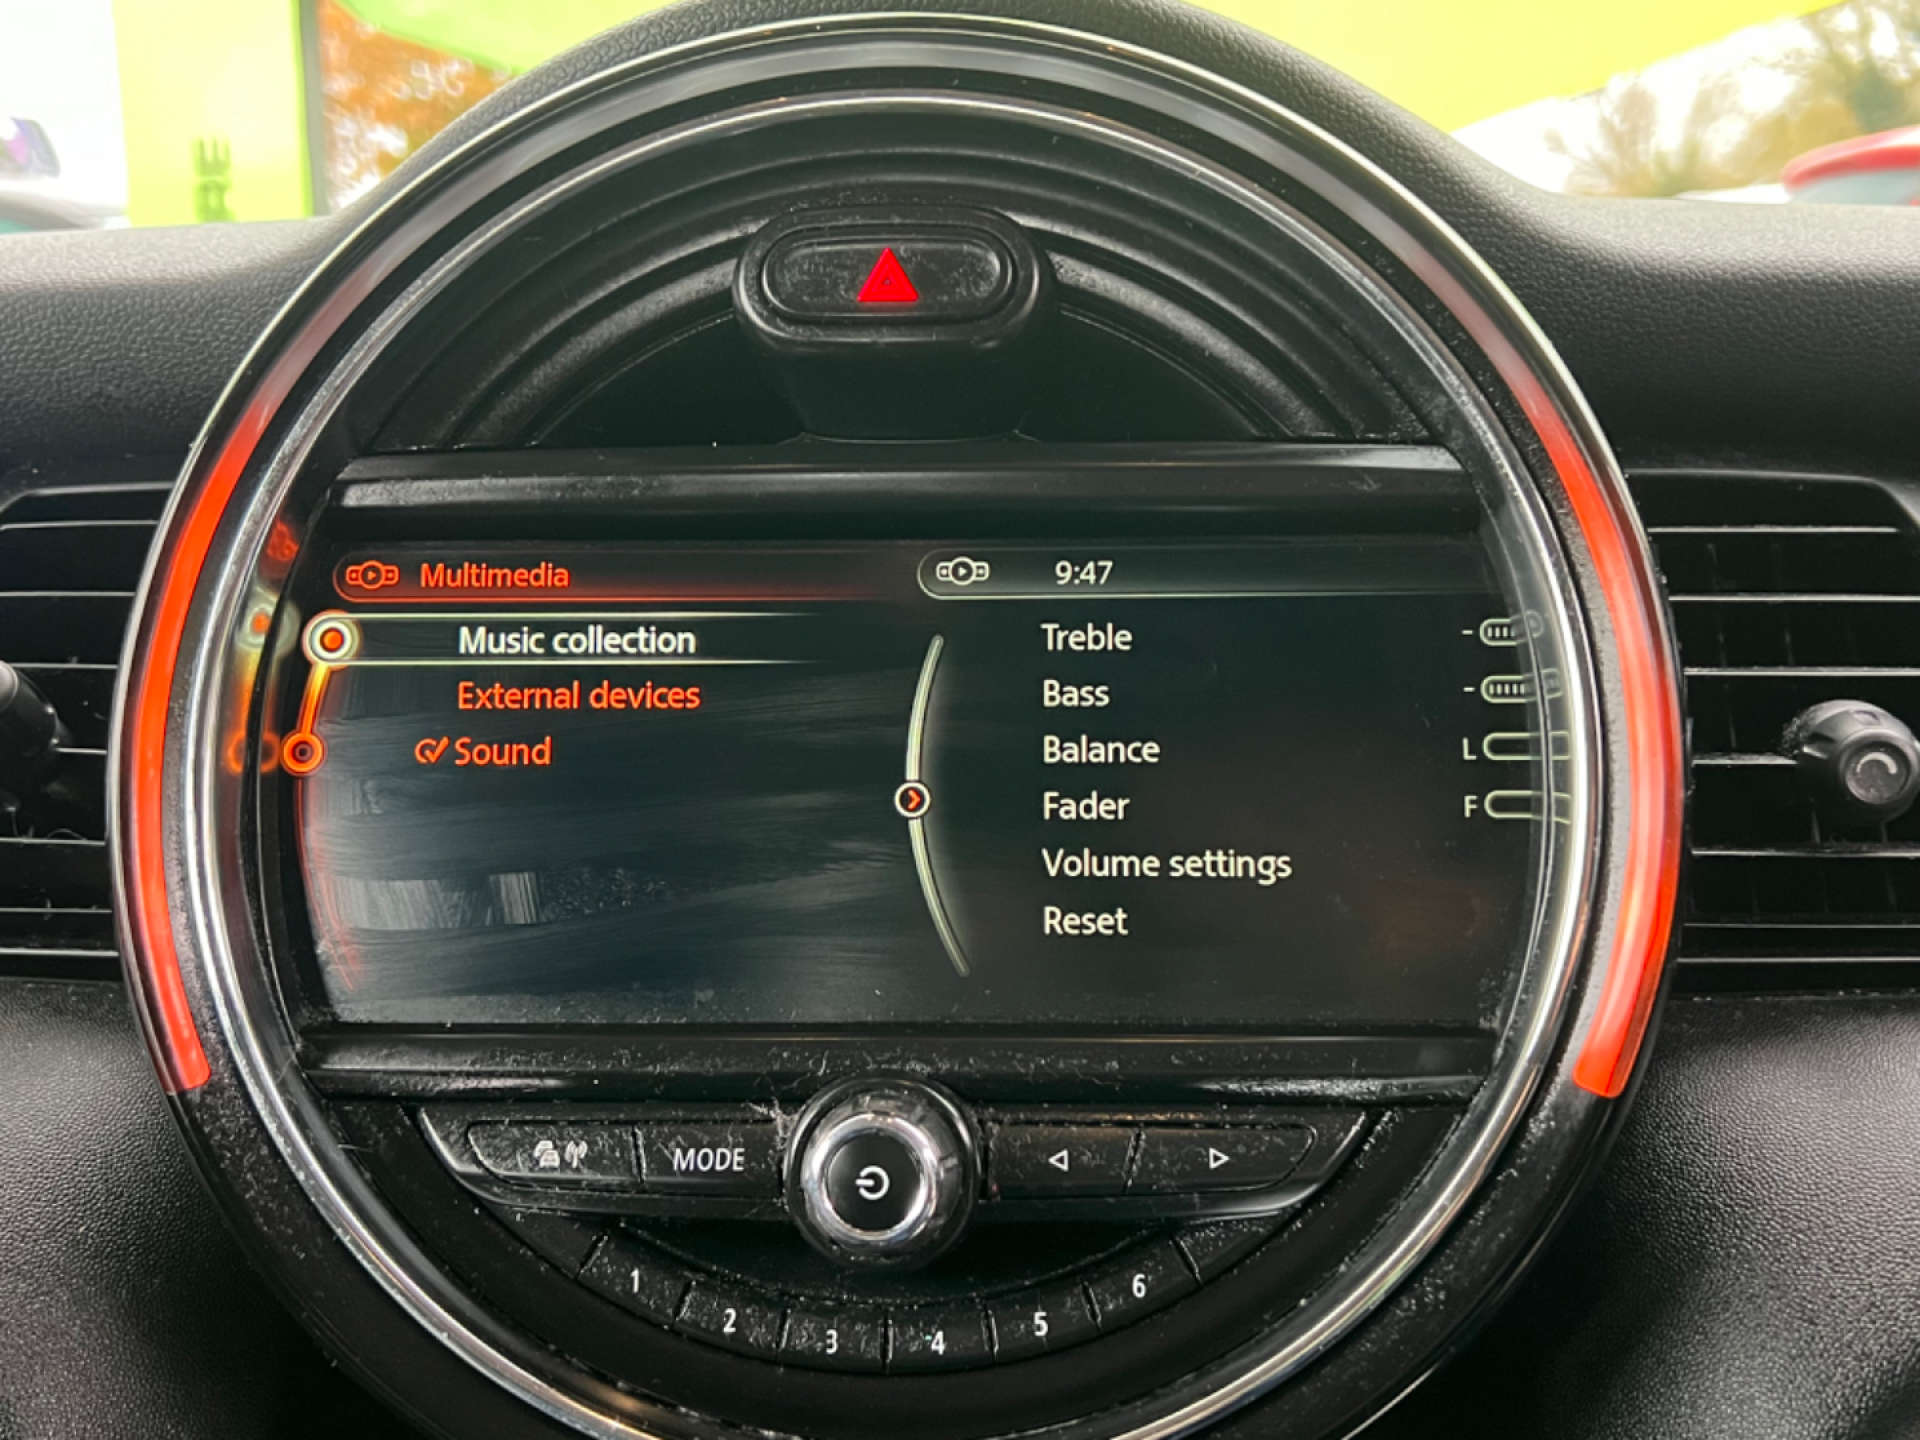 RE
Multimedia
9:47
Music collection
External devices
Sound
Treble -
Bass -
Balance L
Fader F
Volume settings
Reset
MODE
1
2
3
4
5
6